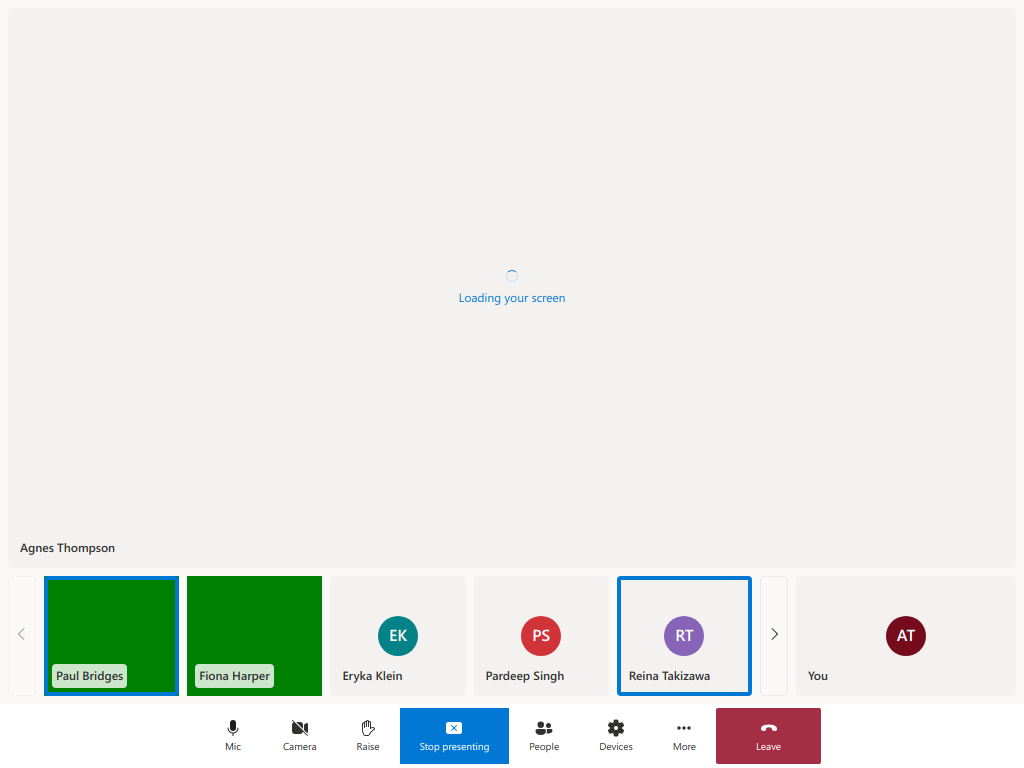 Loading your screen
Agnes Thompson
Paul Bridges
Fiona Harper
EK
Eryka Klein
PS
Pardeep Singh
RT
Reina Takizawa
AT
You
Mic
Camera
Raise
Stop presenting
People
Devices
More
Leave